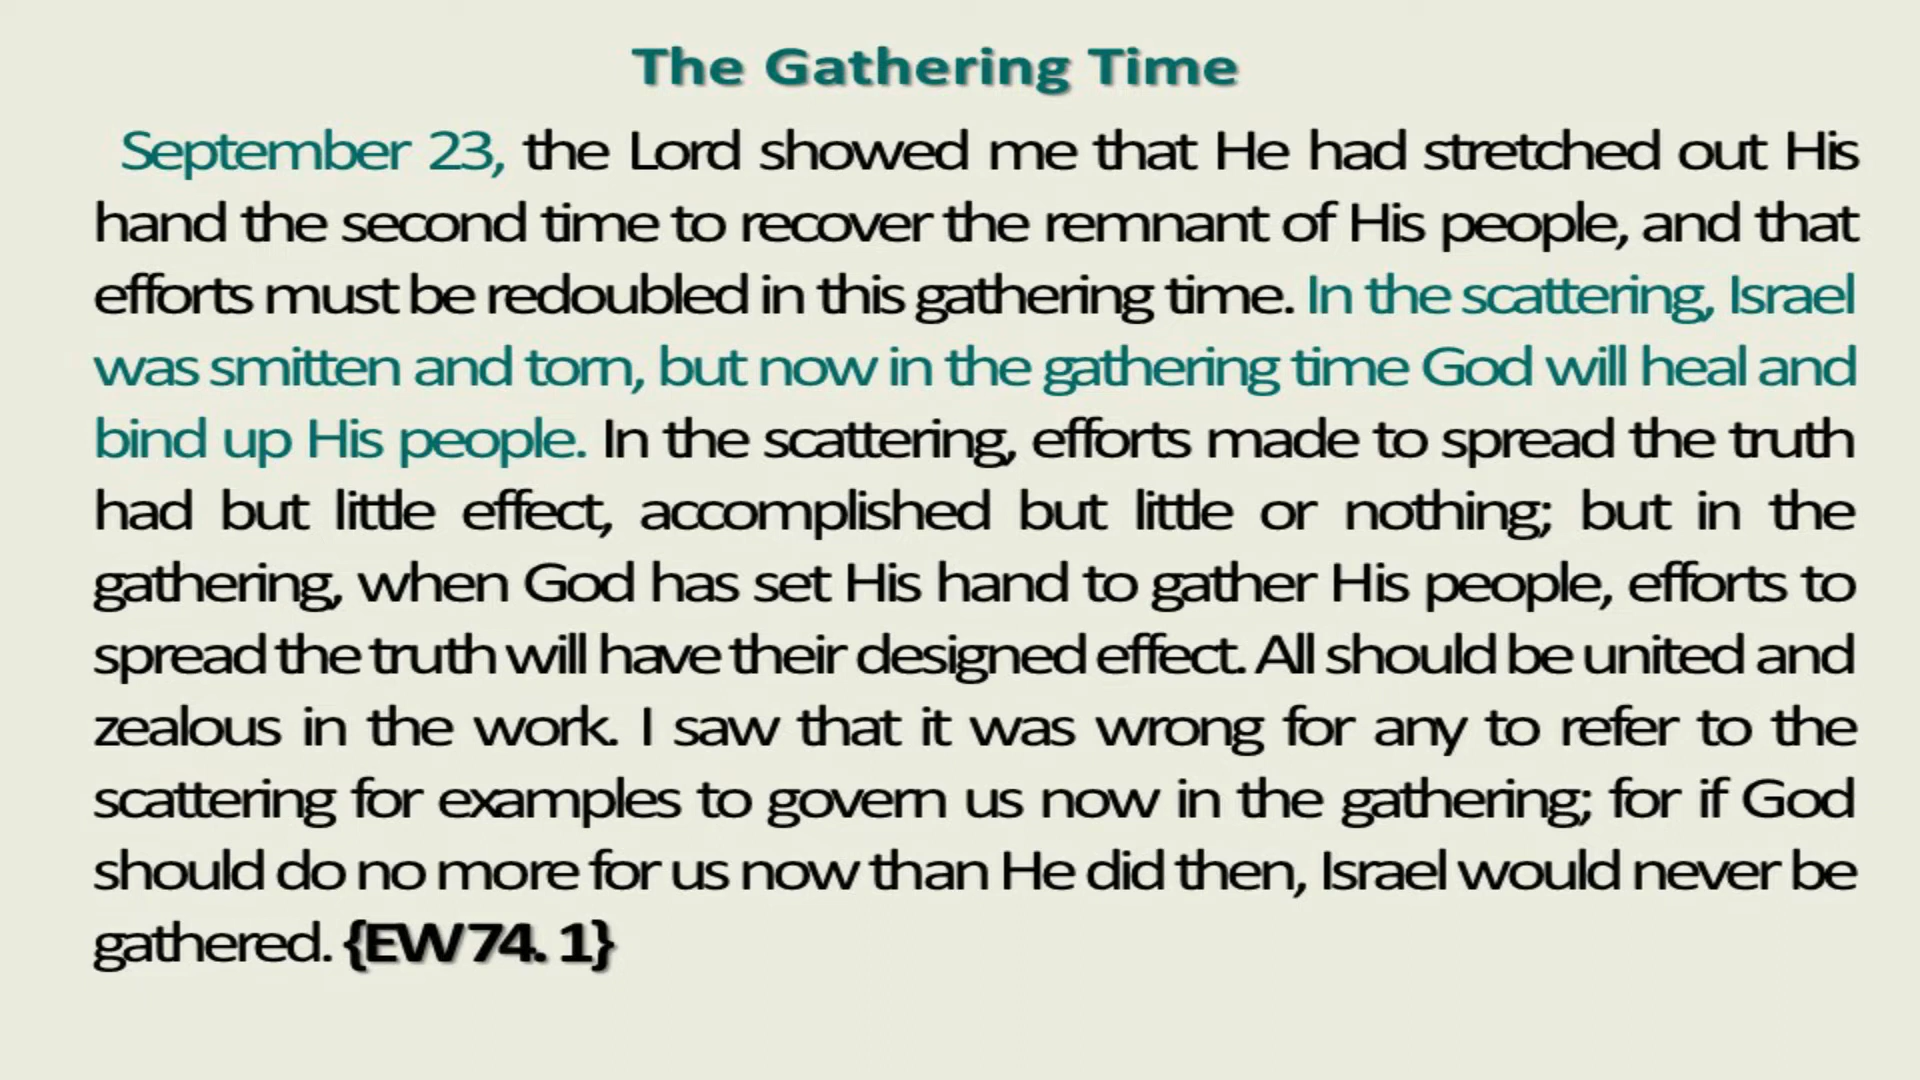 The Gathering Time
September 23, the Lord showed me that He had stretched out His
hand the second time to recover the remnant of His people, and that
efforts must be redoubled in this gathering time. In the scattering, Israel
was smitten and torn, but now in the gathering time God will heal and
bind up His people. In the scattering, efforts made to spread the truth
had but little effect, accomplished but little or nothing; but in the
gathering, when God has set His hand to gather His people, efforts to
spread the truth will have their designed effect. All should be united and
zealous in the work. I saw that it was wrong for any to refer to the
scattering for examples to govern us now in the gathering; for if God
should do no more for us now than He did then, Israel would never be
gathered. {EW 74. 1}